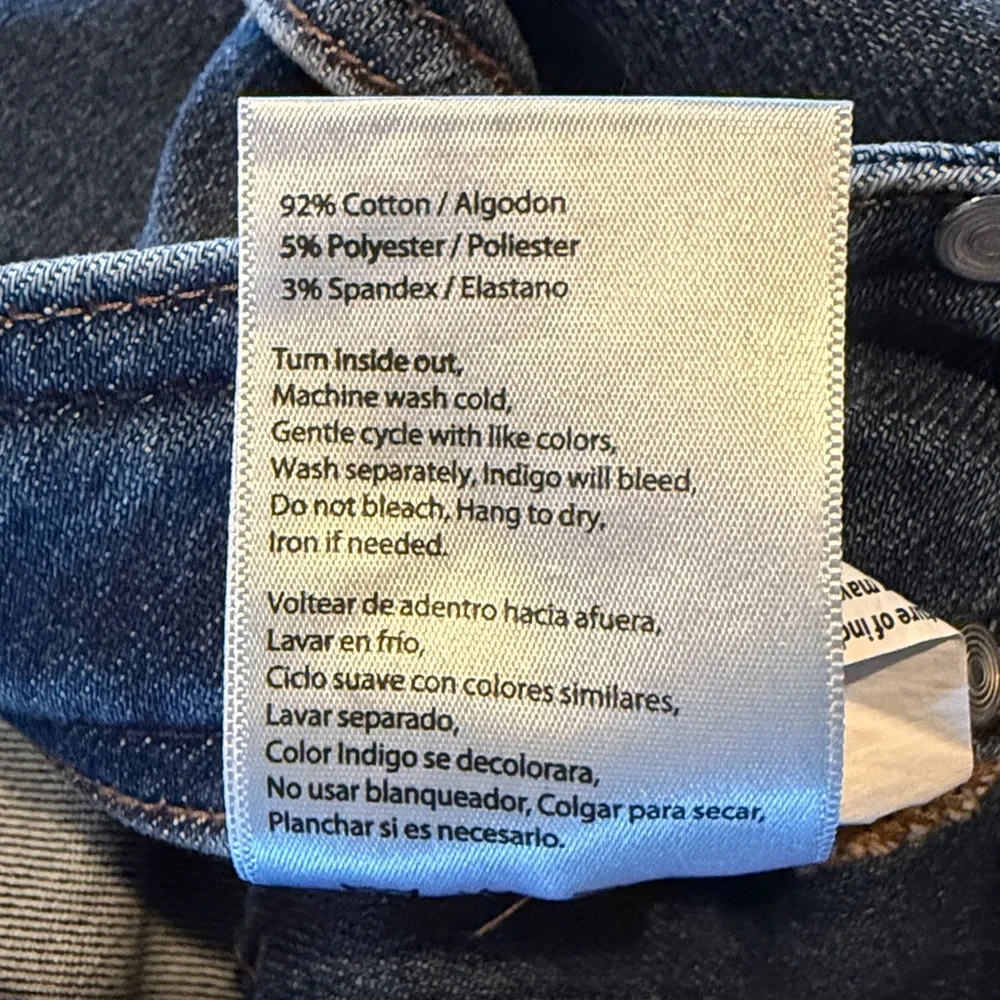 92% Cotton / Algodon
5% Polyester / Poliester
3% Spandex / Elastano
Turn inside out,
Machine wash cold,
Gentle cycle with like colors,
Wash separately, Indigo will bleed,
Do not bleach, Hang to dry,
Iron if needed.
Voltear de adentro hacia afuera,
Lavar en frío,
Ciclo suave con colores similares,
Lavar separado,
Color Indigo se decolorara,
No usar blanqueador, Colgar para secar,
Planchar si es necesario.
of
may